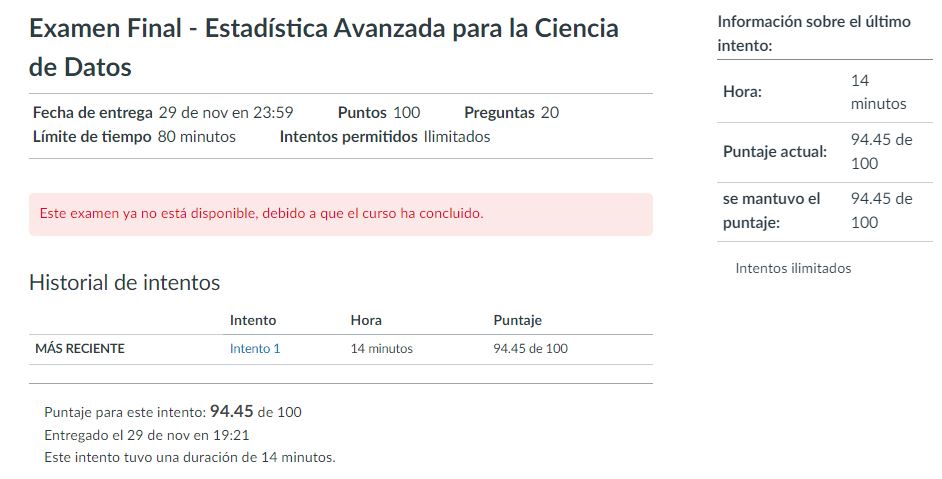 Examen Final - Estadística Avanzada para la Ciencia
de Datos
Fecha de entrega 29 de nov en 23:59 Puntos 100 Preguntas 20
Límite de tiempo 80 minutos Intentos permitidos Ilimitados
Este examen ya no está disponible, debido a que el curso ha concluido.
Historial de intentos
Intento Hora Puntaje
MÁS RECIENTE Intento 1 14 minutos 94.45 de 100
Puntaje para este intento: 94.45 de 100
Entregado el 29 de nov en 19:21
Este intento tuvo una duración de 14 minutos.
Información sobre el último
intento:
Hora: 14
minutos
Puntaje actual: 94.45 de
100
se mantuvo el 94.45 de
puntaje: 100
Intentos ilimitados